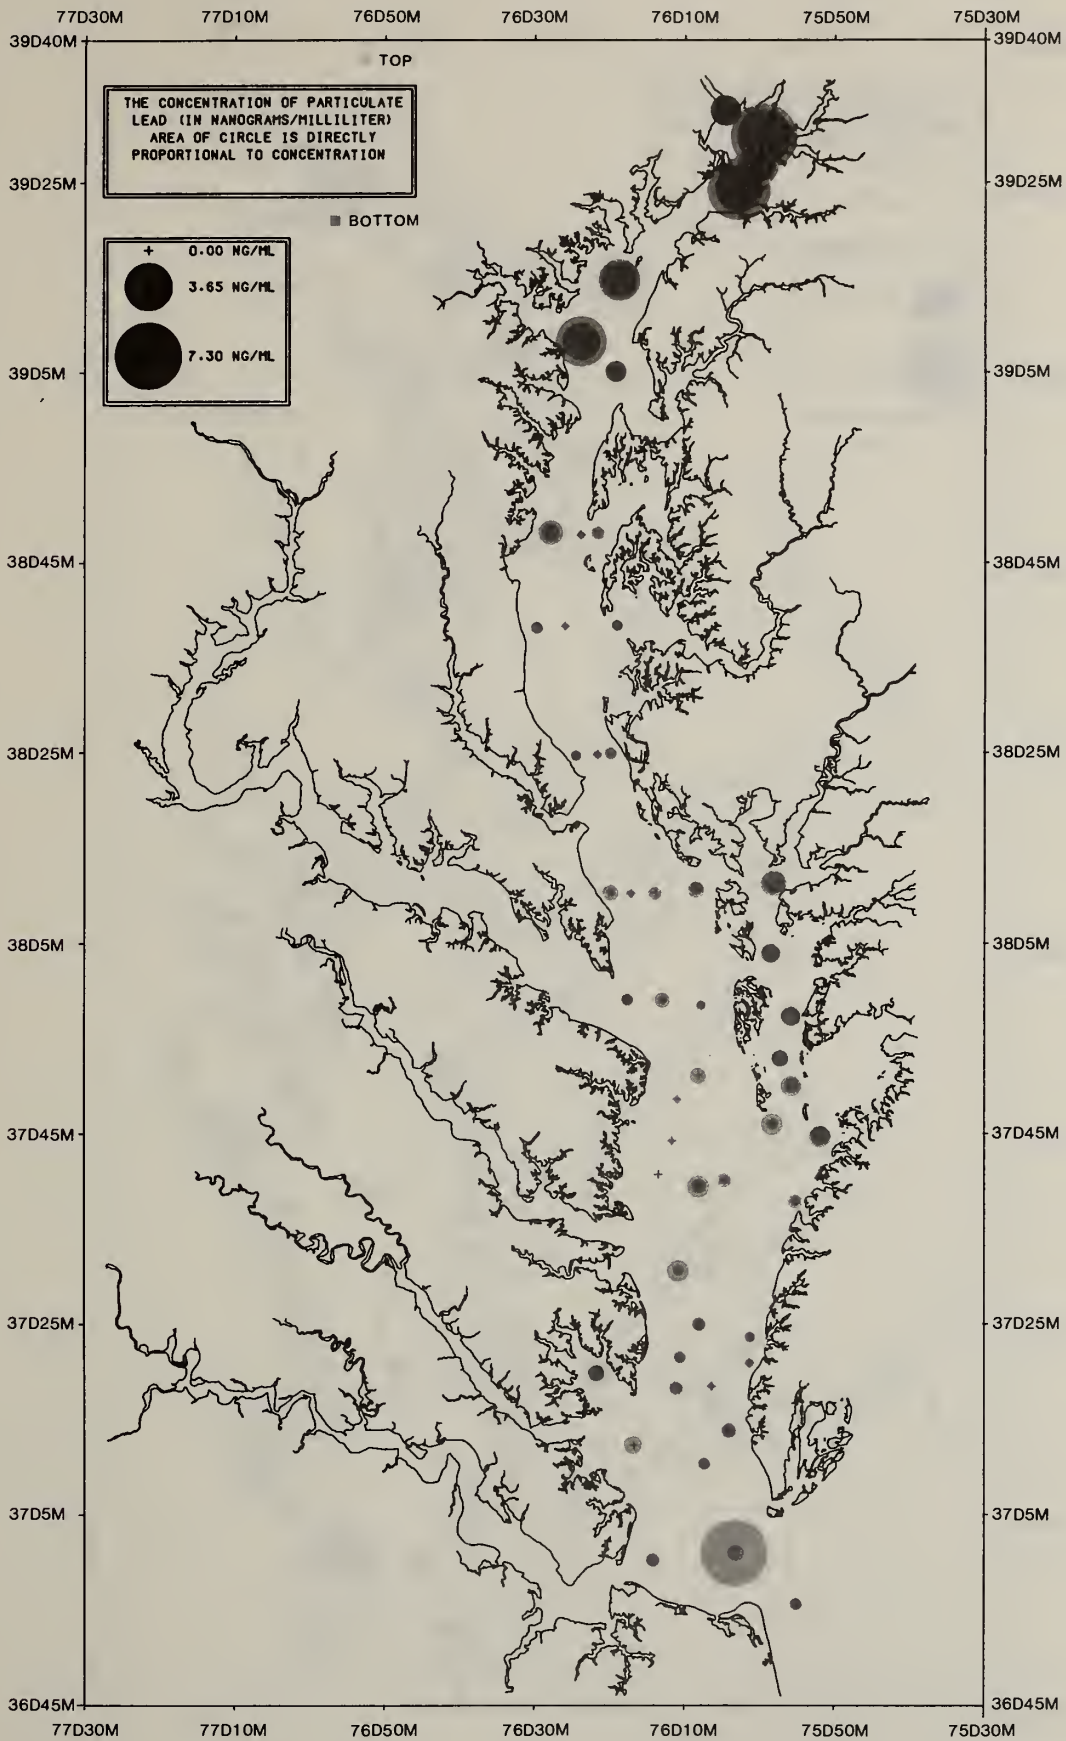 77D30M 77D10M 76D50M 76D30M 76D10M 75D50M 75D30M
39D40M 39D40M
TOP
THE CONCENTRATION OF PARTICULATE
LEAD (IN NANOGRAMS/MILLILITER)
AREA OF CIRCLE IS DIRECTLY
PROPORTIONAL TO CONCENTRATION
39D25M 39D25M
BOTTOM
+ 0.00 NG/ML
3.65 NG/ML
7.30 NG/ML
39D5M 39D5M
38D45M 38D45M
38D25M 38D25M
38D5M 38D5M
37D45M 37D45M
37D25M 37D25M
37D5M 37D5M
36D45M 36D45M
77D30M 77D10M 76D50M 76D30M 76D10M 75D50M 75D30M